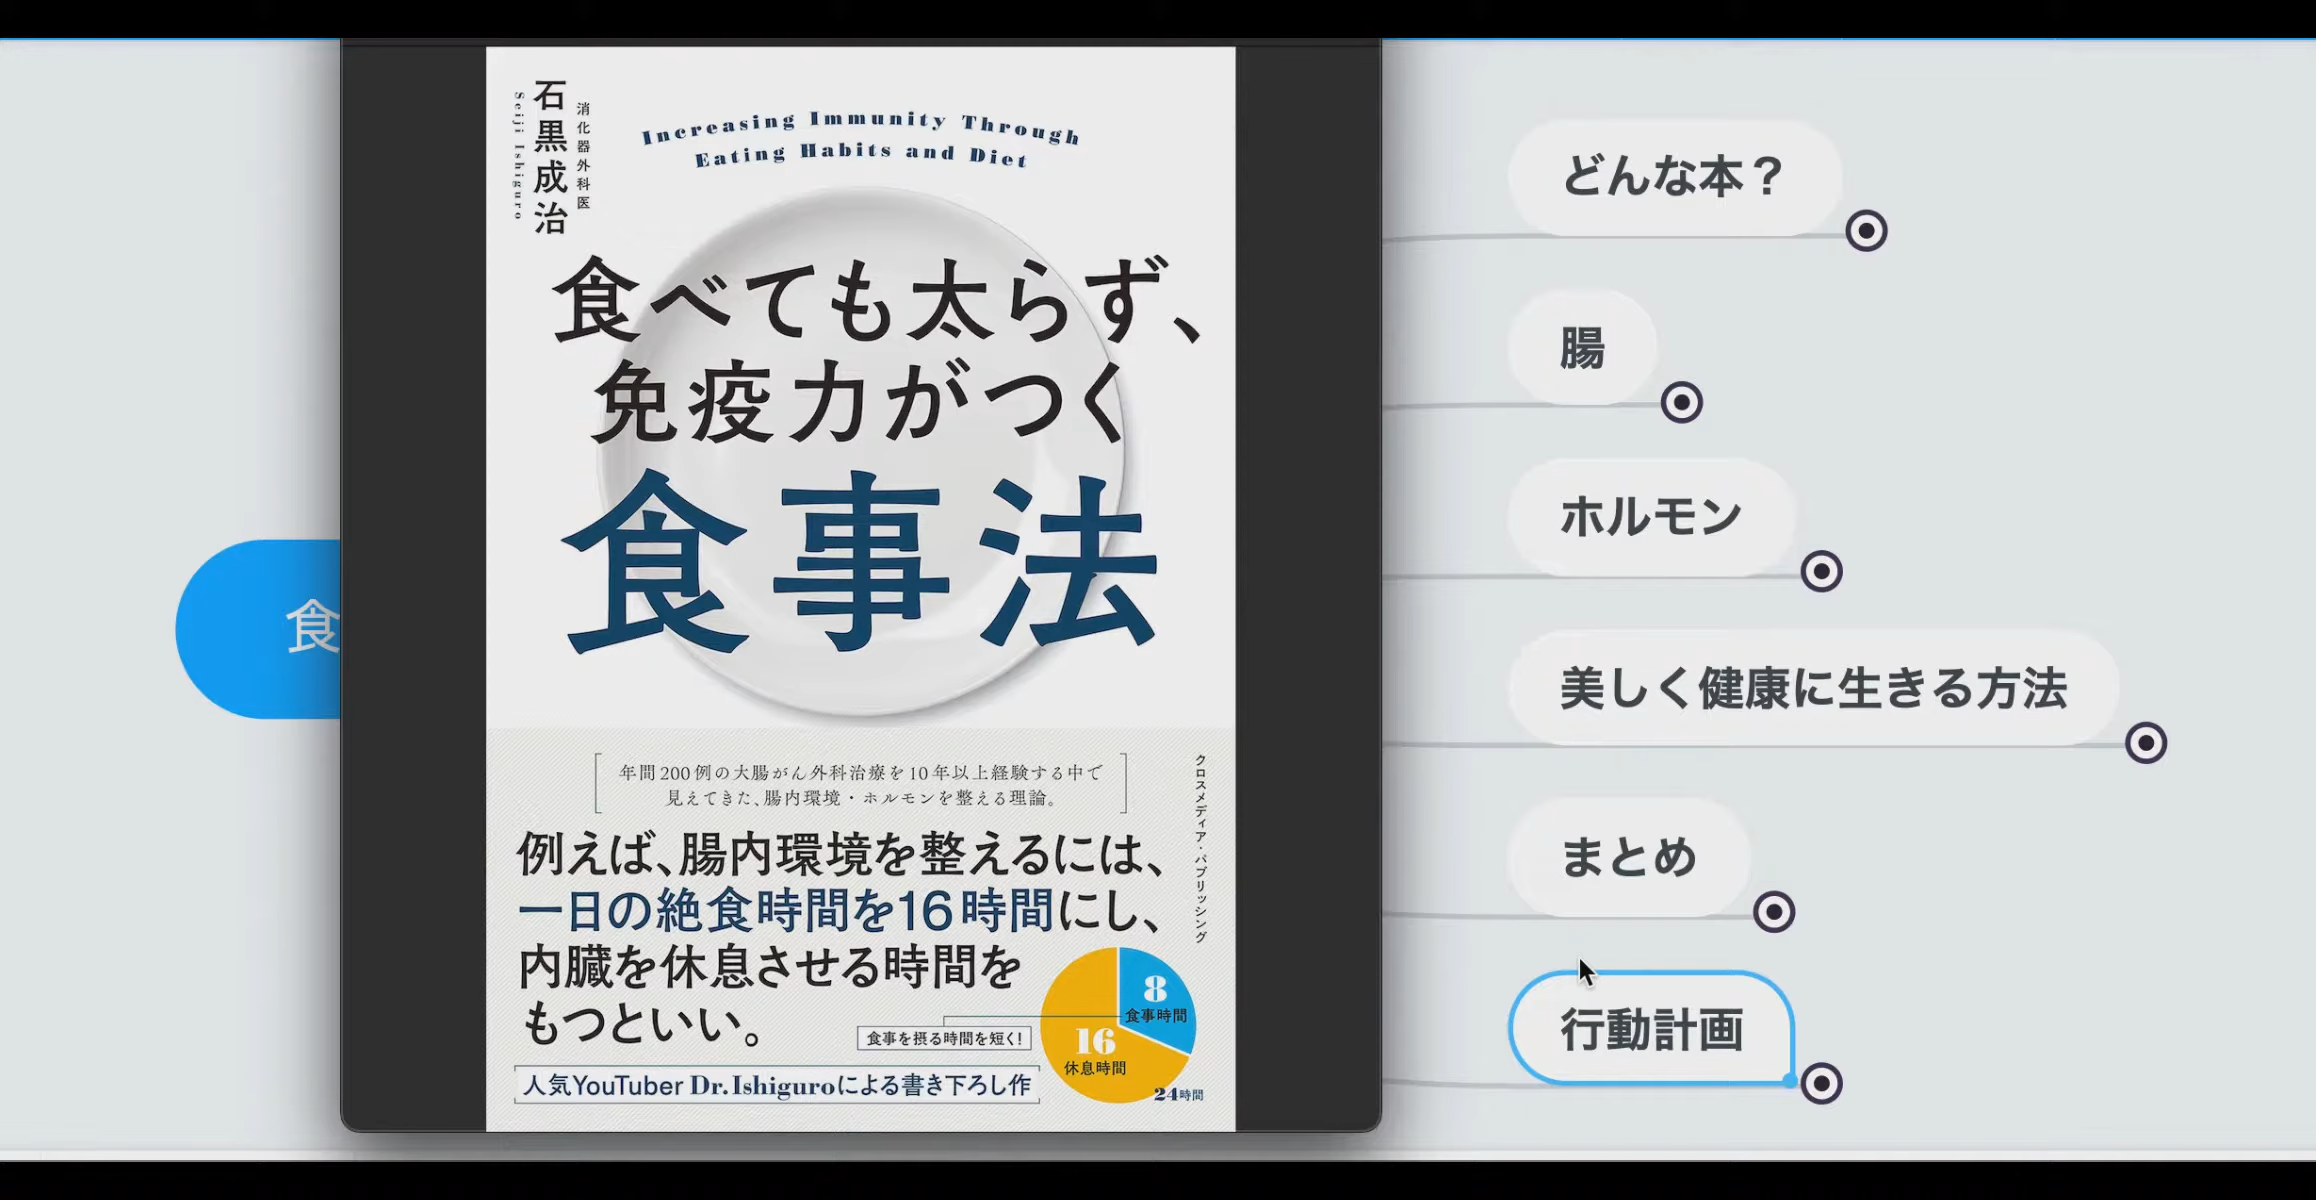 石黒成治
Seiji Ishiguro
消化器外科医
Increasing Immunity Through
Eating Habits and Diet
食べても太らず、
免疫力がつく
食事法
年間200例の大腸がん外科治療を10年以上経験する中で
見えてきた、腸内環境・ホルモンを整える理論。
クロスメディア・パブリッシング
例えば、腸内環境を整えるには、
一日の絶食時間を16時間にし、
内臓を休息させる時間を
もつといい。
食事を摂る時間を短く!
8
食事時間
16
休息時間
24時間
人気YouTuber Dr.Ishiguroによる書き下ろし作
食
どんな本？
腸
ホルモン
美しく健康に生きる方法
まとめ
行動計画